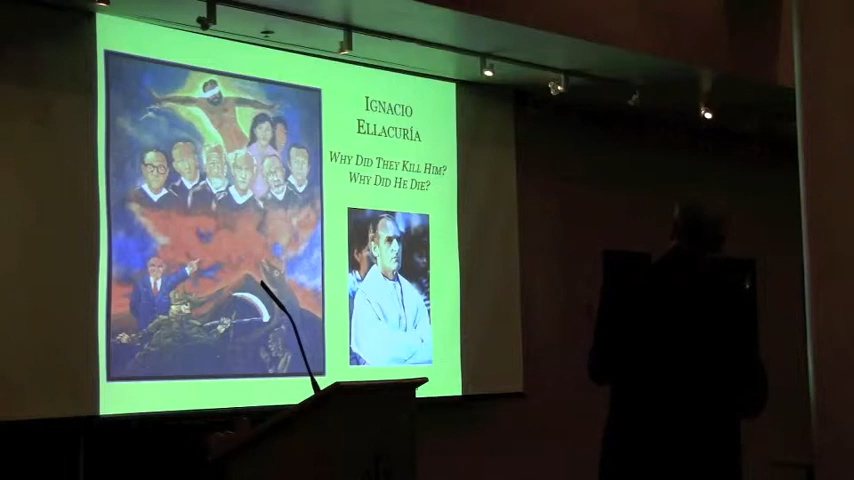 IGNACIO
ELLACURÍA
WHY DID THEY KILL HIM?
WHY DID HE DIE?